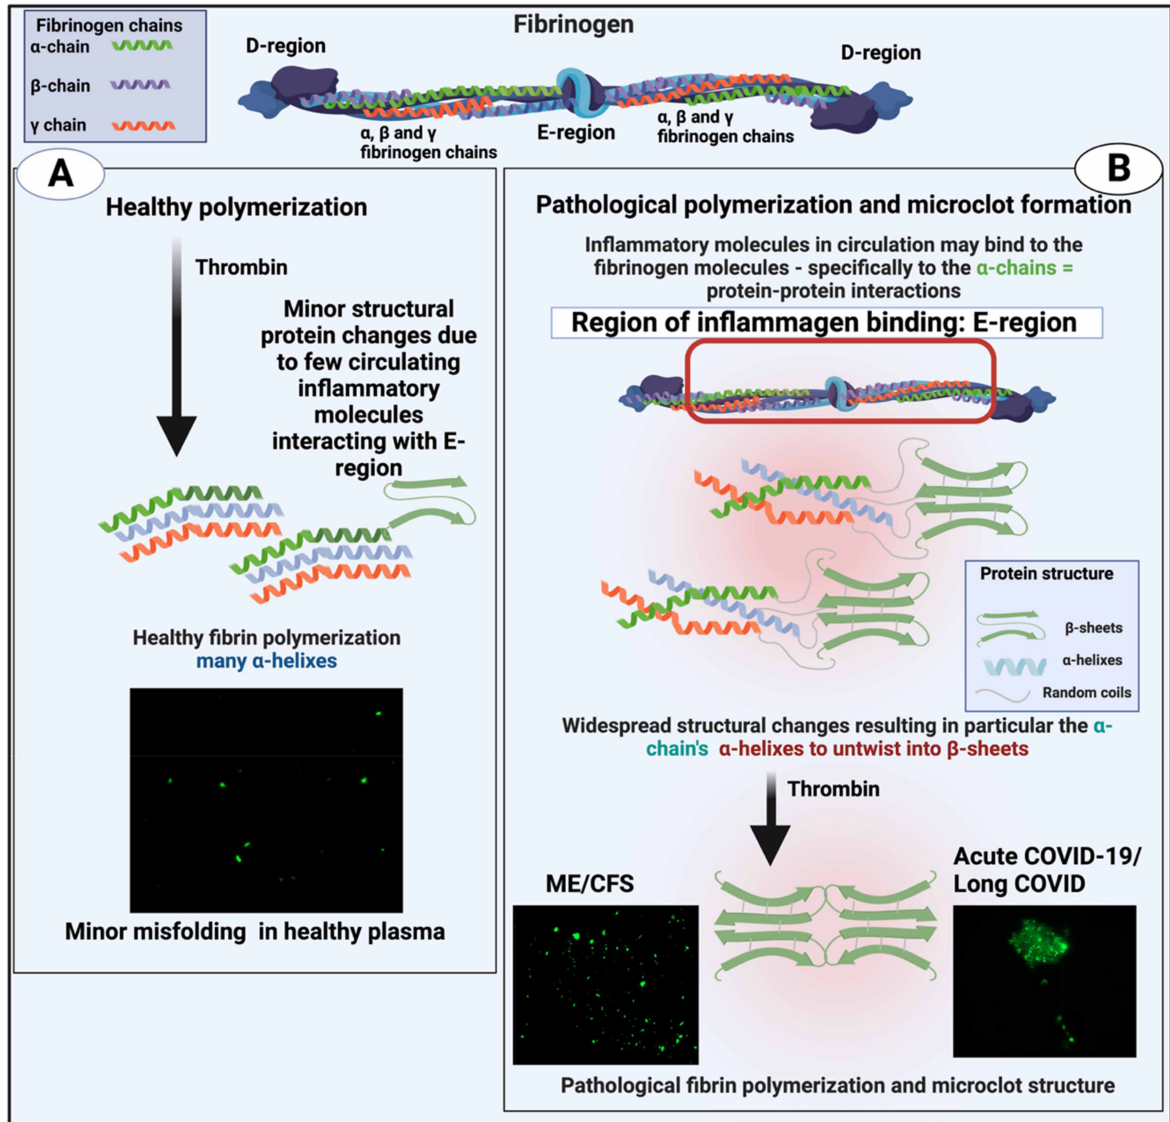 Fibrinogen chains
α-chain
β-chain
γ chain
Fibrinogen
D-region
D-region
α, β and γ
fibrinogen chains
E-region
α, β and γ
fibrinogen chains
A
Healthy polymerization
Thrombin
Minor structural
protein changes due
to few circulating
inflammatory
molecules
interacting with E-
region
Healthy fibrin polymerization
many α-helixes
Minor misfolding in healthy plasma
B
Pathological polymerization and microclot formation
Inflammatory molecules in circulation may bind to the
fibrinogen molecules - specifically to the α-chains =
protein-protein interactions
Region of inflammagen binding: E-region
Protein structure
β-sheets
α-helixes
Random coils
Widespread structural changes resulting in particular the α-
chain's α-helixes to untwist into β-sheets
Thrombin
ME/CFS
Acute COVID-19/
Long COVID
Pathological fibrin polymerization and microclot structure